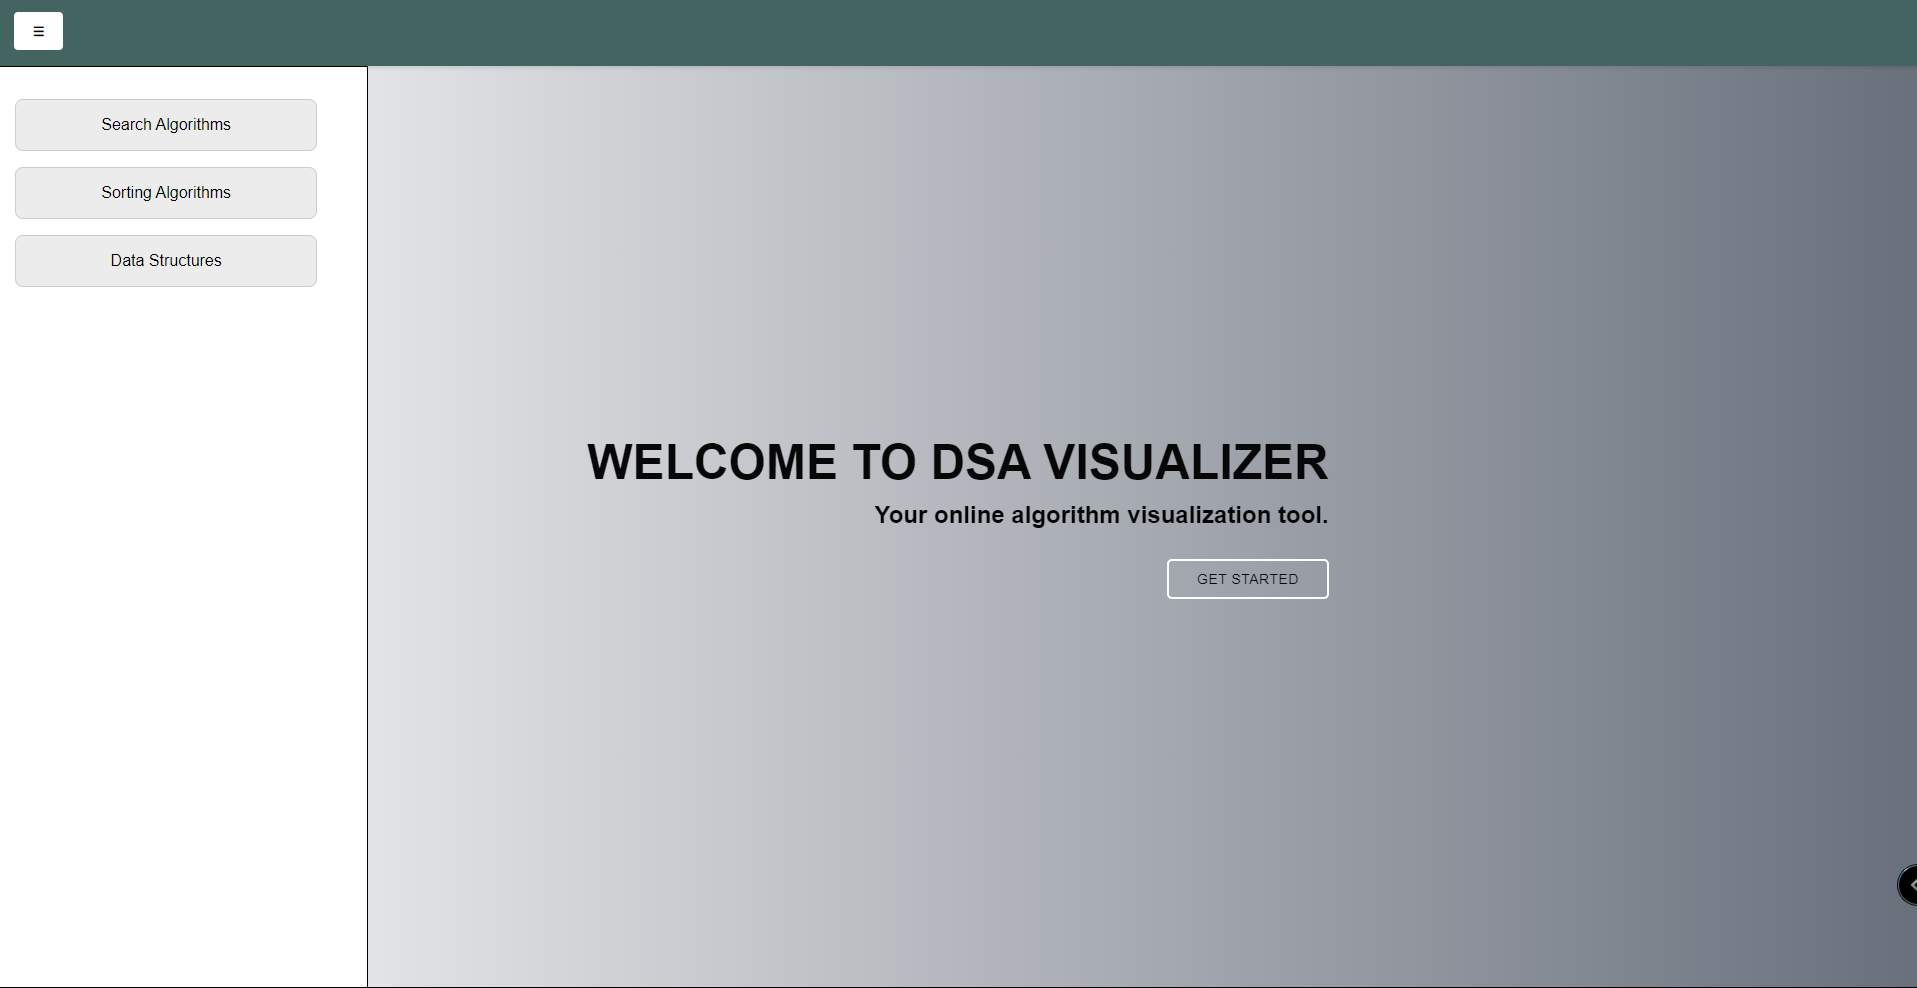 ☰
Search Algorithms
Sorting Algorithms
Data Structures
WELCOME TO DSA VISUALIZER
Your online algorithm visualization tool.
GET STARTED